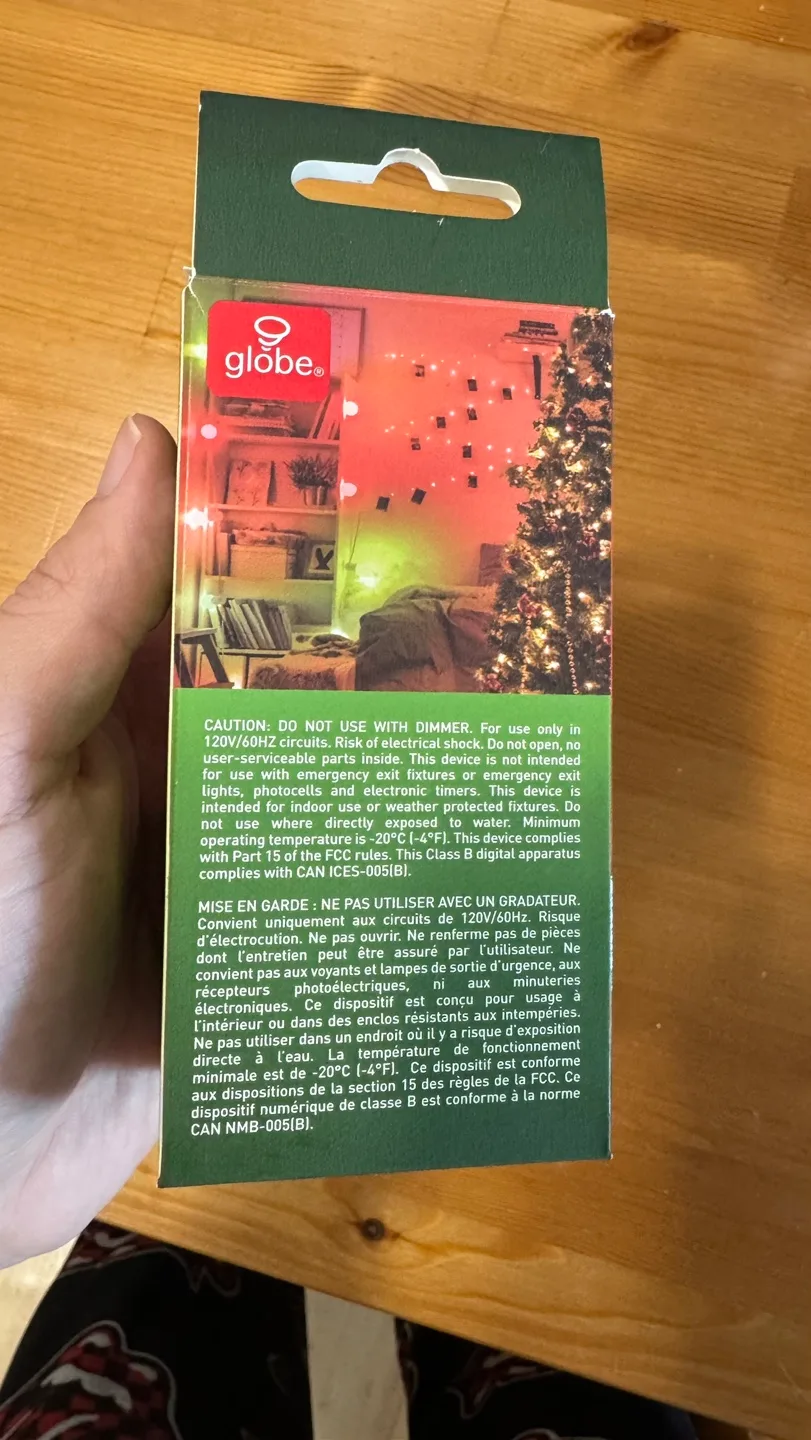 globe®
CAUTION: DO NOT USE WITH DIMMER. For use only in
120V/60HZ circuits. Risk of electrical shock. Do not open, no
user-serviceable parts inside. This device is not intended
for use with emergency exit fixtures or emergency exit
lights, photocells and electronic timers. This device is
intended for indoor use or weather protected fixtures. Do
not use where directly exposed to water. Minimum
operating temperature is -20°C (-4°F). This device complies
with Part 15 of the FCC rules. This Class B digital apparatus
complies with CAN ICES-005(B).
MISE EN GARDE : NE PAS UTILISER AVEC UN GRADATEUR.
Convient uniquement aux circuits de 120V/60Hz. Risque
d'électrocution. Ne pas ouvrir. Ne renferme pas de pièces
dont l'entretien peut être assuré par l'utilisateur. Ne
convient pas aux voyants et lampes de sortie d'urgence, aux
récepteurs photoélectriques, ni aux minuteries
électroniques. Ce dispositif est conçu pour usage à
l'intérieur ou dans des enclos résistants aux intempéries.
Ne pas utiliser dans un endroit où il y a risque d'exposition
directe à l'eau. La température de fonctionnement
minimale est de -20°C (-4°F). Ce dispositif est conforme
aux dispositions de la section 15 des règles de la FCC. Ce
dispositif numérique de classe B est conforme à la norme
CAN NMB-005(B).